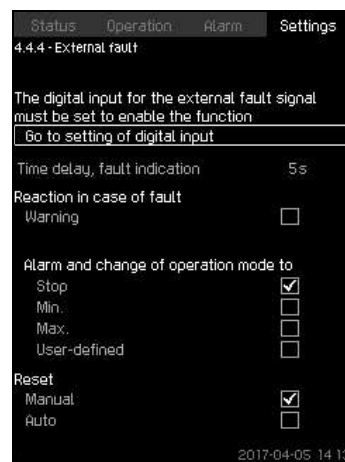 Status Operation Alarm Settings
4.4.4 - External fault
The digital input for the external fault signal
must be set to enable the function
Go to setting of digital input
Time delay, fault indication 5s
Reaction in case of fault
Warning
Alarm and change of operation mode to
Stop
Min.
Max.
User-defined
Reset
Manual
Auto
2017-04-05 14:13